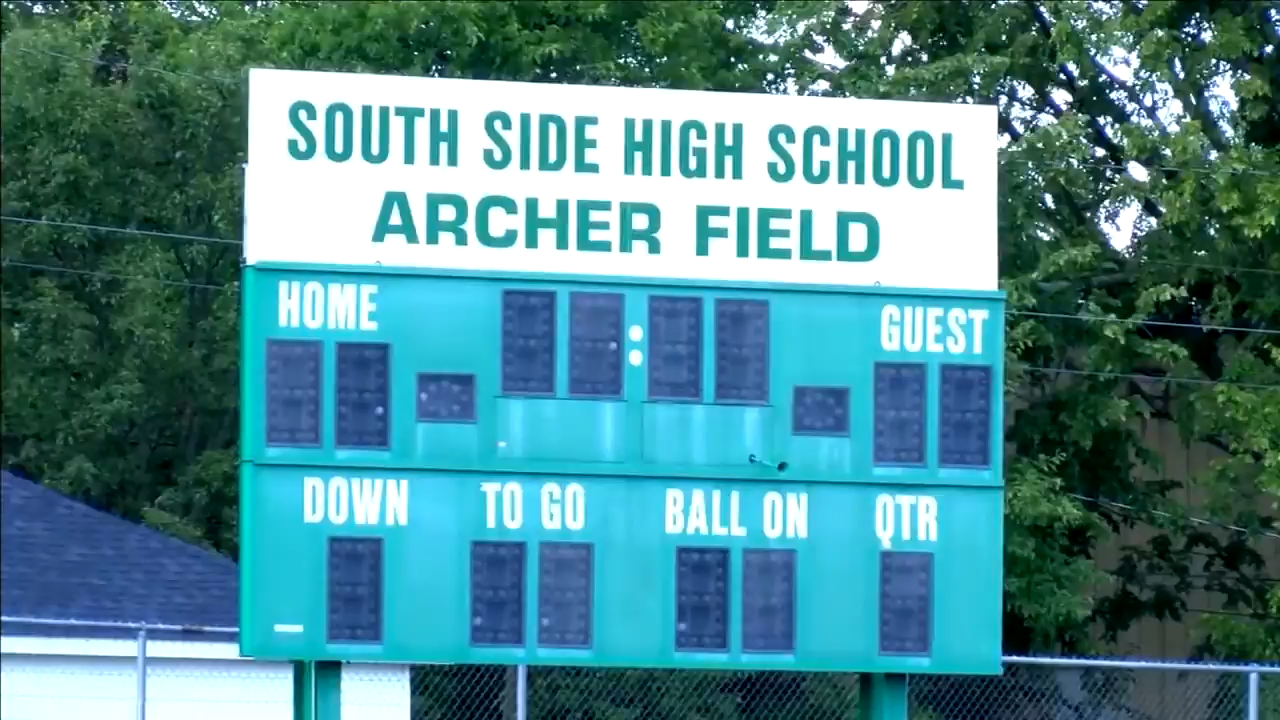 SOUTH SIDE HIGH SCHOOL
ARCHER FIELD
HOME
:
GUEST
DOWN
TO GO
BALL ON
QTR